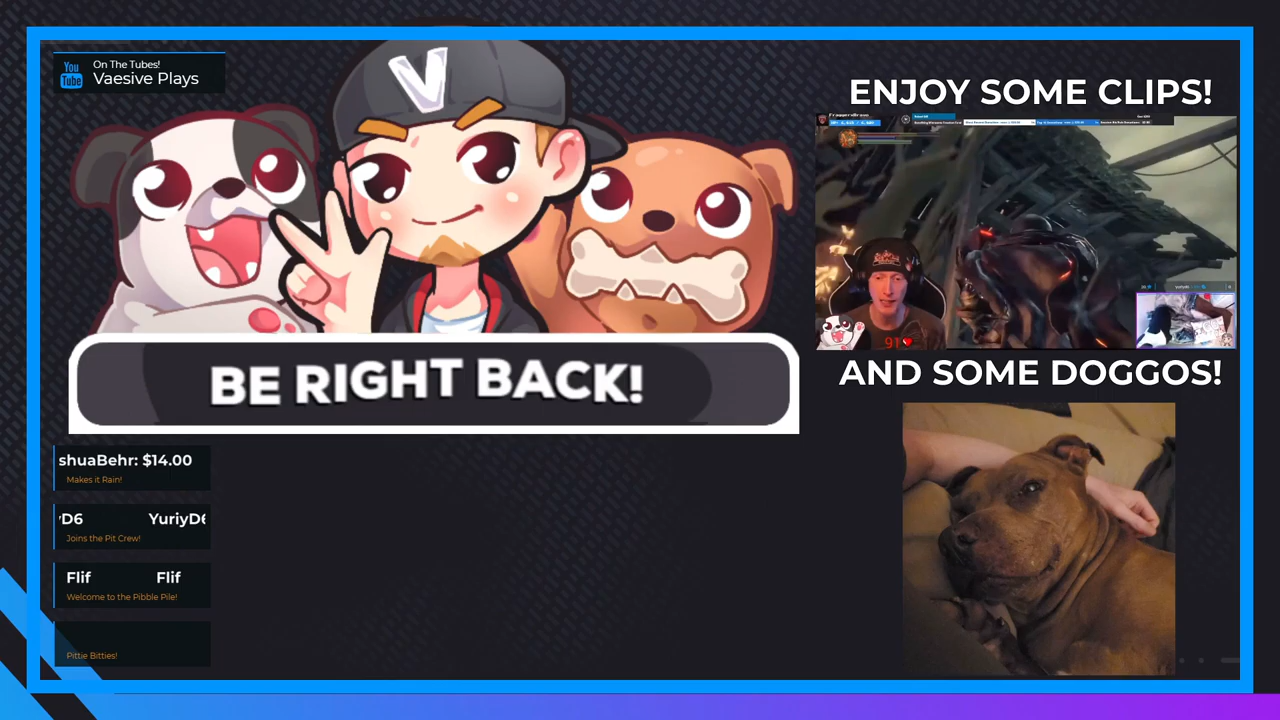 You
Tube
On The Tubes!
Vaesive Plays
V
BE RIGHT BACK!
ENJOY SOME CLIPS!
91
AND SOME DOGGOS!
shuaBehr: $14.00
Makes it Rain!
D6 YuriyD6
Joins the Pit Crew!
Flif Flif
Welcome to the Pibble Pile!
Pittie Bitties!